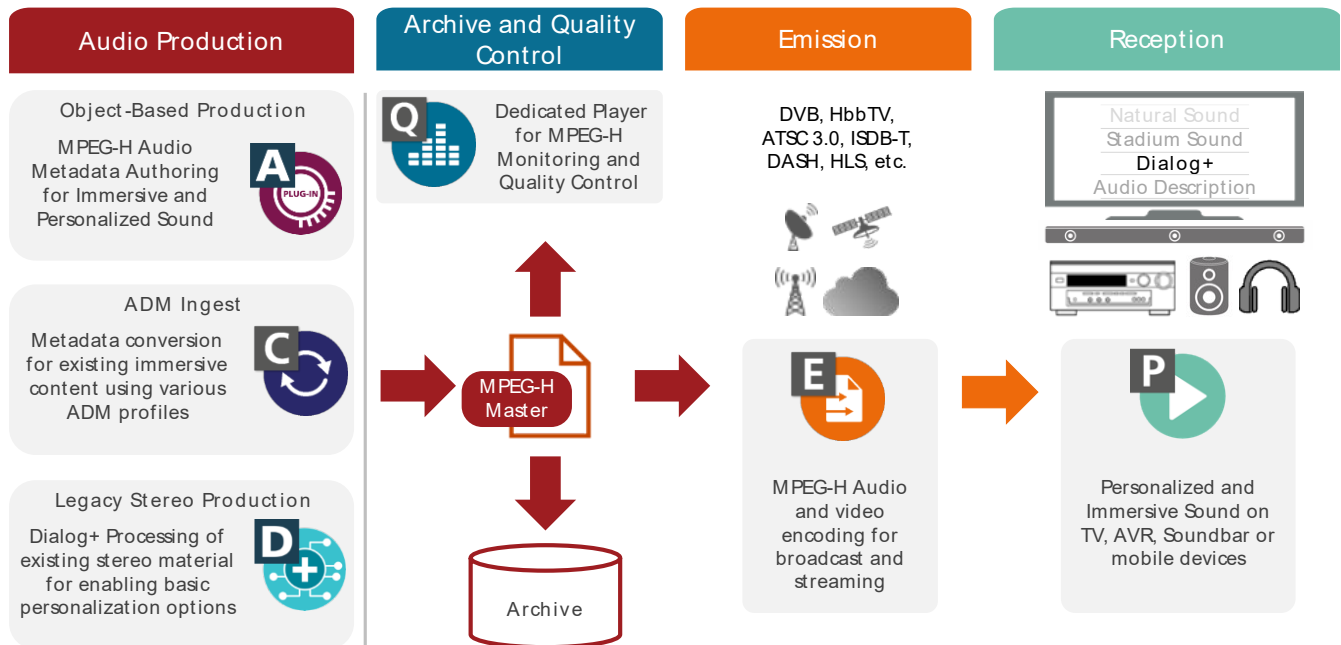 Audio Production
Object-Based Production
MPEG-H Audio
Metadata Authoring
for Immersive and
Personalized Sound
A
PLUG-IN
ADM Ingest
Metadata conversion
for existing immersive
content using various
ADM profiles
C
Legacy Stereo Production
Dialog+ Processing of
existing stereo material
for enabling basic
personalization options
D
Archive and Quality
Control
Q
Dedicated Player
for MPEG-H
Monitoring and
Quality Control
MPEG-H
Master
Archive
Emission
DVB, HbbTV,
ATSC 3.0, ISDB-T,
DASH, HLS, etc.
E
MPEG-H Audio
and video
encoding for
broadcast and
streaming
Reception
Natural Sound
Stadium Sound
Dialog+
Audio Description
P
Personalized and
Immersive Sound on
TV, AVR, Soundbar or
mobile devices